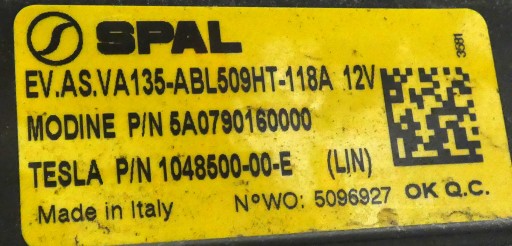 SPAL
3581
EV.AS.VA135-ABL509HT-118A 12V
MODINE P/N 5A0790160000
TESLA P/N 1048500-00-E (LIN)
Made in Italy N°WO: 5096927 OK Q.C.